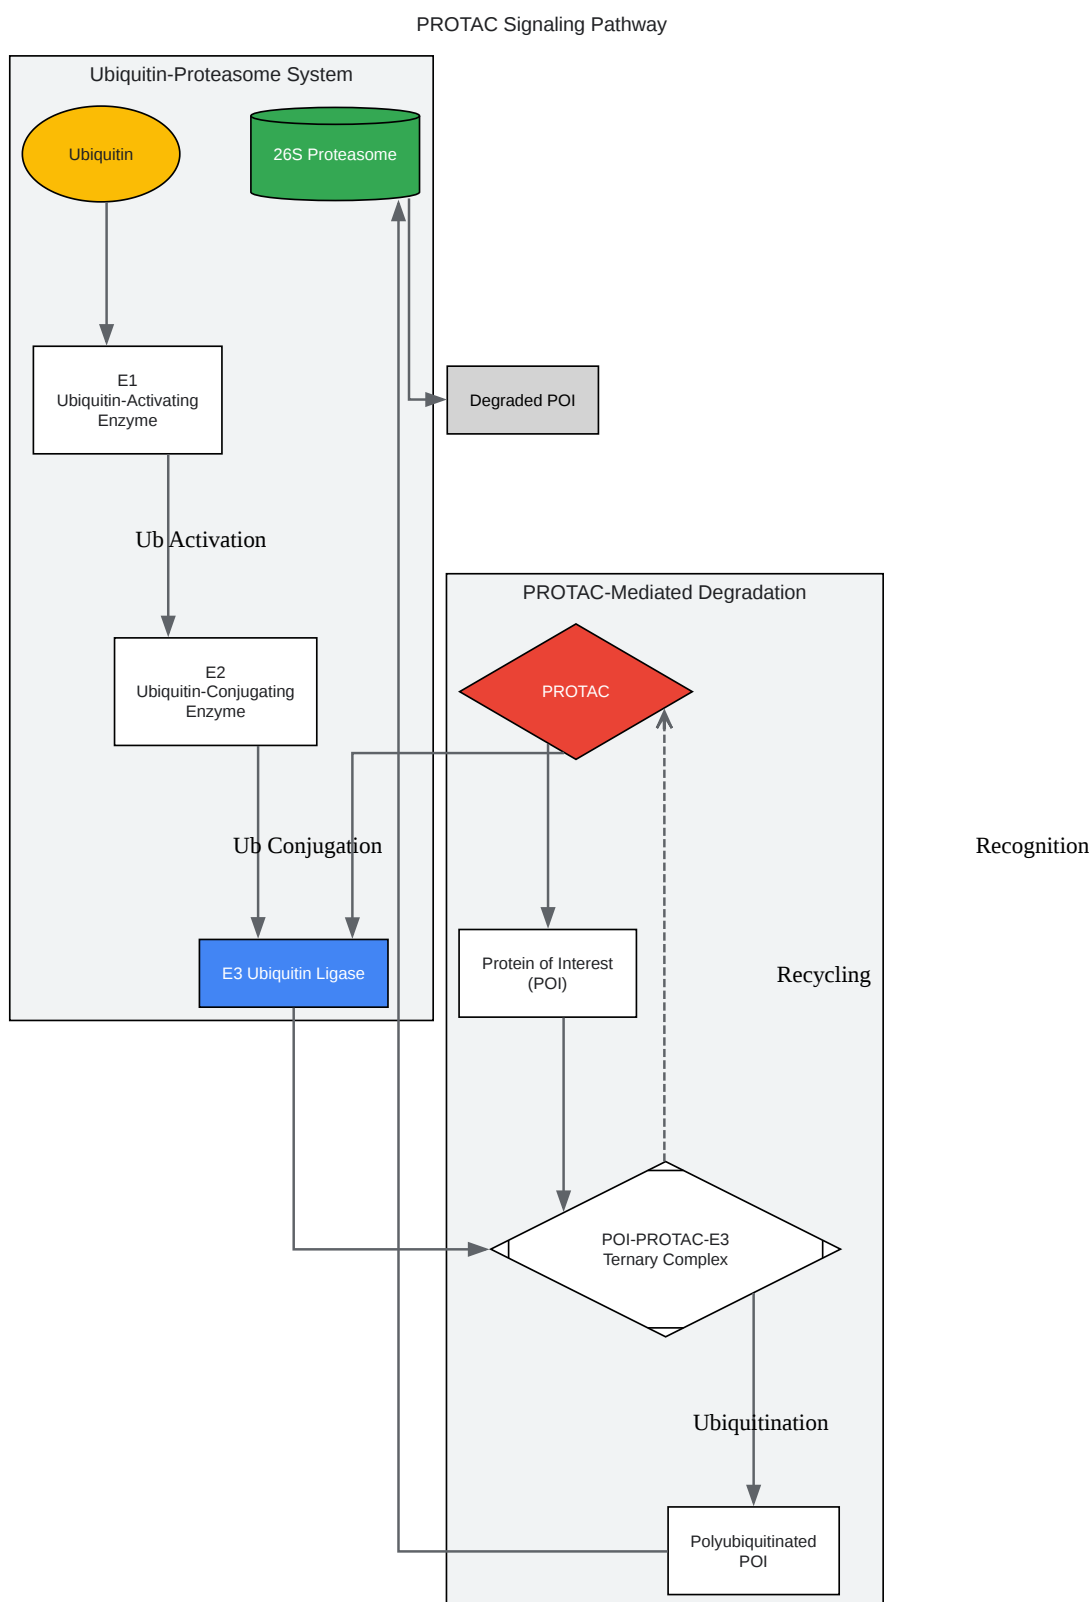 PROTAC Signaling Pathway
Ubiquitin-Proteasome System
Ubiquitin
26S Proteasome
E1
Ubiquitin-Activating
Enzyme
Degraded POI
Ub Activation
PROTAC-Mediated Degradation
E2
Ubiquitin-Conjugating
Enzyme
PROTAC
Ub Conjugation
Recognition
E3 Ubiquitin Ligase
Protein of Interest
(POI)
Recycling
POI-PROTAC-E3
Ternary Complex
Ubiquitination
Polyubiquitinated
POI